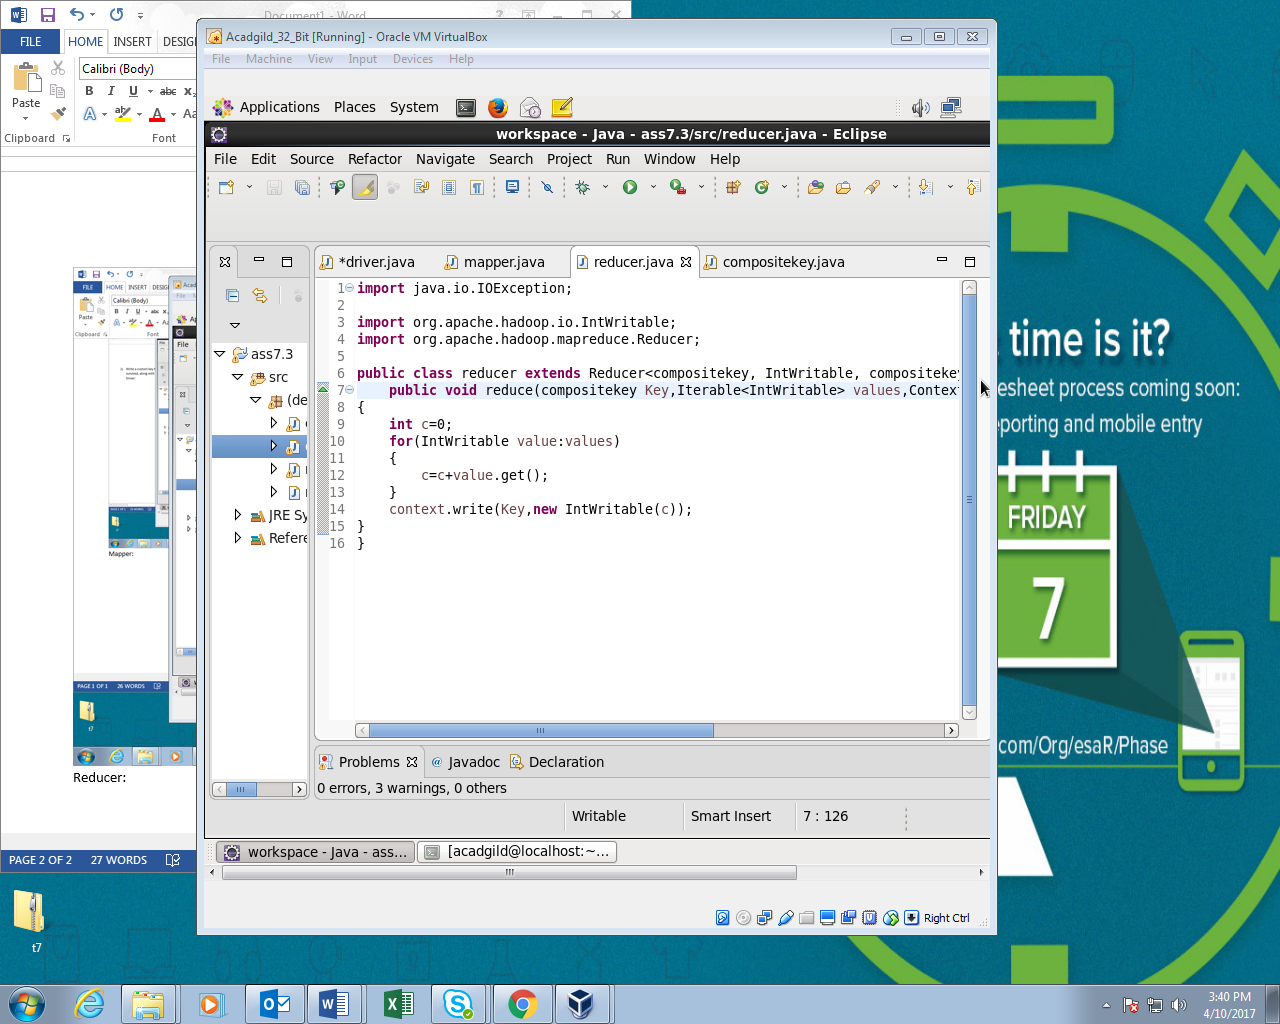 Document1 - Word
FILE HOME INSERT DESIG
Calibri (Body)
Paste
B I U abc
Clipboard Font
Acadgild_32_Bit [Running] - Oracle VM VirtualBox
File Machine View Input Devices Help
Applications Places System
workspace - Java - ass7.3/src/reducer.java - Eclipse
File Edit Source Refactor Navigate Search Project Run Window Help
*driver.java mapper.java reducer.java compositekey.java
ass7.3
src
(de
JRE Sy
Refere
1 import java.io.IOException;
2
3 import org.apache.hadoop.io.IntWritable;
4 import org.apache.hadoop.mapreduce.Reducer;
5
6 public class reducer extends Reducer<compositekey, IntWritable, compositekey
7 public void reduce(compositekey Key,Iterable<IntWritable> values,Contex
8 {
9 int c=0;
10 for(IntWritable value:values)
11 {
12 c=c+value.get();
13 }
14 context.write(Key,new IntWritable(c));
15 }
16 }
Problems Javadoc Declaration
0 errors, 3 warnings, 0 others
Writable Smart Insert 7 : 126
workspace - Java - ass... [acadgild@localhost:~...
Right Ctrl
Mapper:
Reducer:
PAGE 2 OF 2 27 WORDS
t7
time is it?
esheet process coming soon:
porting and mobile entry
FRIDAY
7
com/Org/esaR/Phase
3:40 PM
4/10/2017